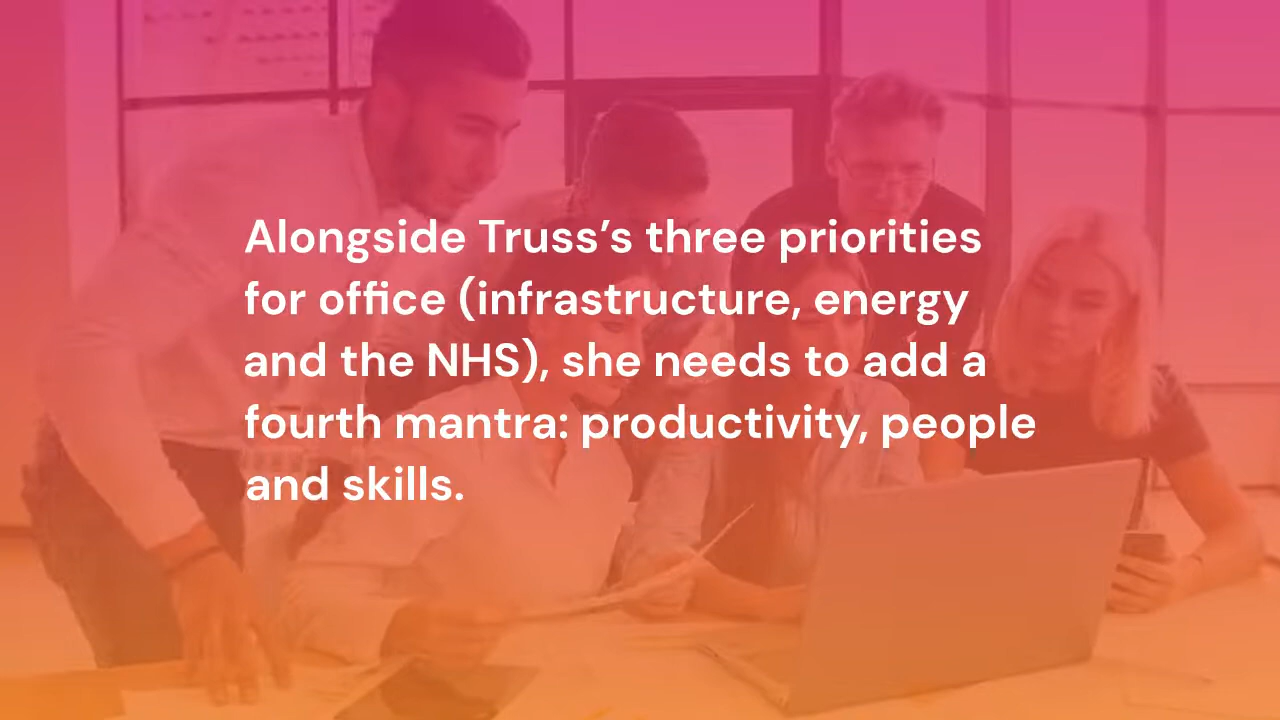 Alongside Truss’s three priorities
for office (infrastructure, energy
and the NHS), she needs to add a
fourth mantra: productivity, people
and skills.